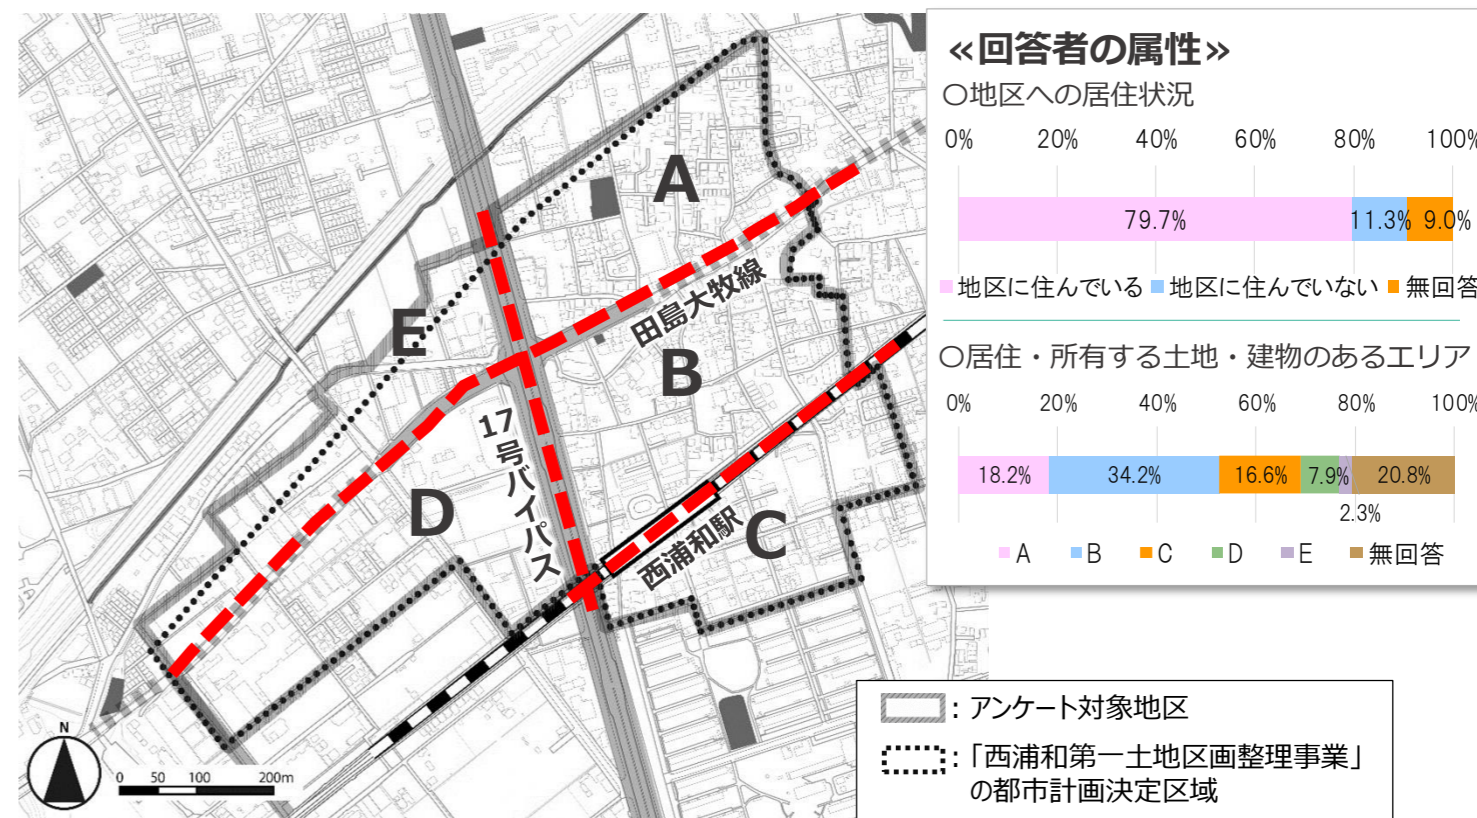 «回答者の属性»
〇地区への居住状況
0% 20% 40% 60% 80% 100%
79.7% 11.3% 9.0%
地区に住んでいる 地区に住んでいない 無回答
〇居住・所有する土地・建物のあるエリア
0% 20% 40% 60% 80% 100%
18.2% 34.2% 16.6% 7.9% 20.8%
2.3%
A B C D E 無回答
A
田島大牧線
E
B
17号バイパス
D
C
西浦和駅
N
0 50 100 200m
：アンケート対象地区
：「西浦和第一土地区画整理事業」
の都市計画決定区域